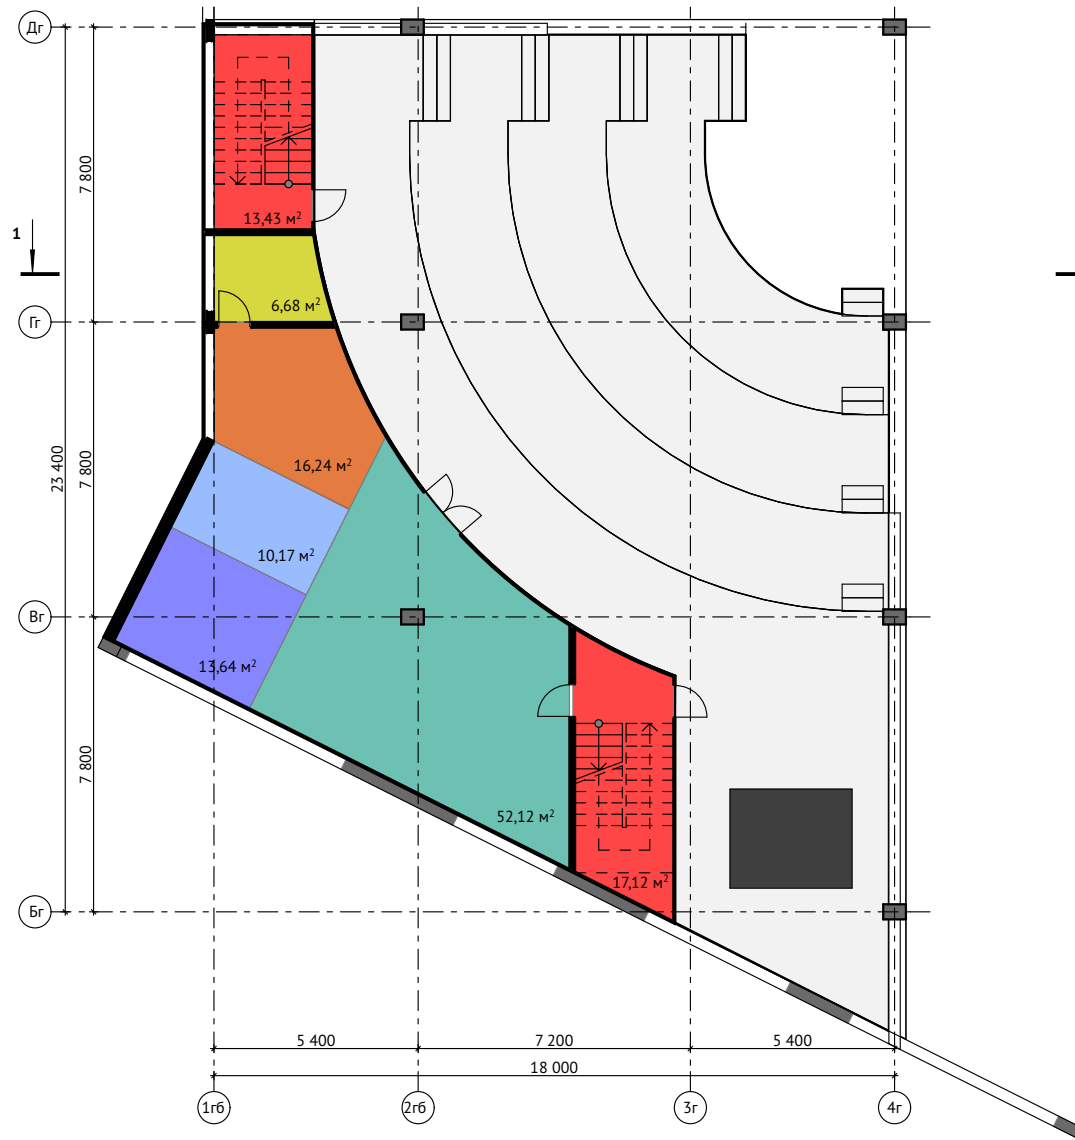 Дг
7 800
13,43 м²
1
6,68 м²
Гг
16,24 м²
23 400
7 800
10,17 м²
Вг
13,64 м²
7 800
52,12 м²
17,12 м²
Бг
5 400
7 200
5 400
18 000
1гб
2гб
3г
4г